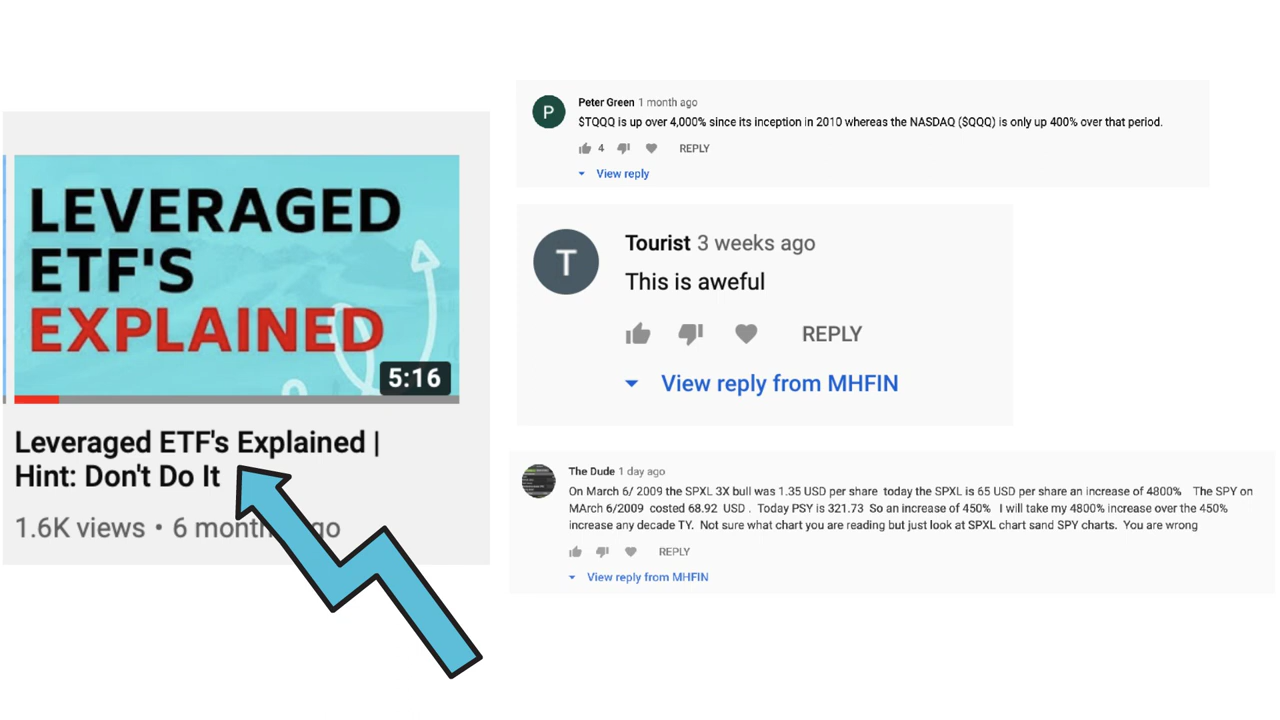 LEVERAGED
ETF'S
EXPLAINED
5:16
Leveraged ETF's Explained |
Hint: Don't Do It
1.6K views • 6 month go
P
Peter Green 1 month ago
$TQQQ is up over 4,000% since its inception in 2010 whereas the NASDAQ ($QQQ) is only up 400% over that period.
4 REPLY
View reply
T
Tourist 3 weeks ago
This is aweful
REPLY
View reply from MHFIN
The Dude 1 day ago
On March 6/ 2009 the SPXL 3X bull was 1.35 USD per share today the SPXL is 65 USD per share an increase of 4800% The SPY on
MArch 6/2009 costed 68.92 USD . Today PSY is 321.73 So an increase of 450% I will take my 4800% increase over the 450%
increase any decade TY. Not sure what chart you are reading but just look at SPXL chart sand SPY charts. You are wrong
REPLY
View reply from MHFIN